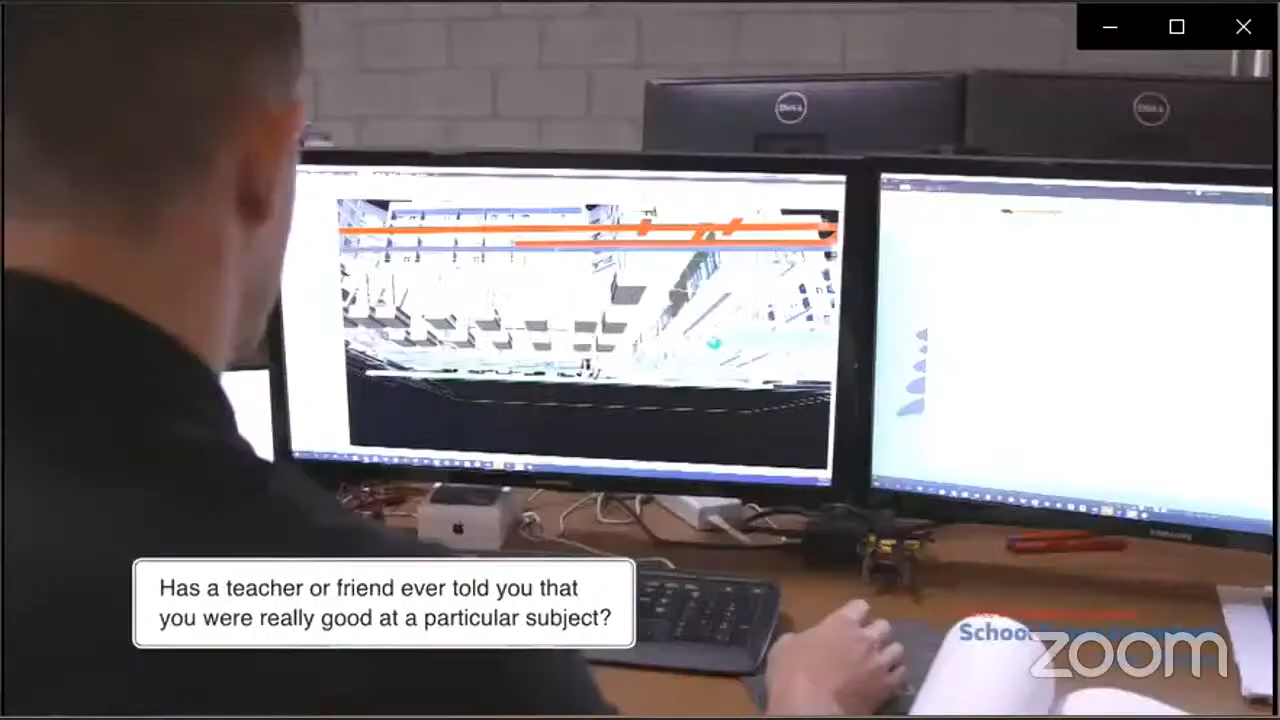 DELL
DELL
Has a teacher or friend ever told you that
you were really good at a particular subject?
School
zoom